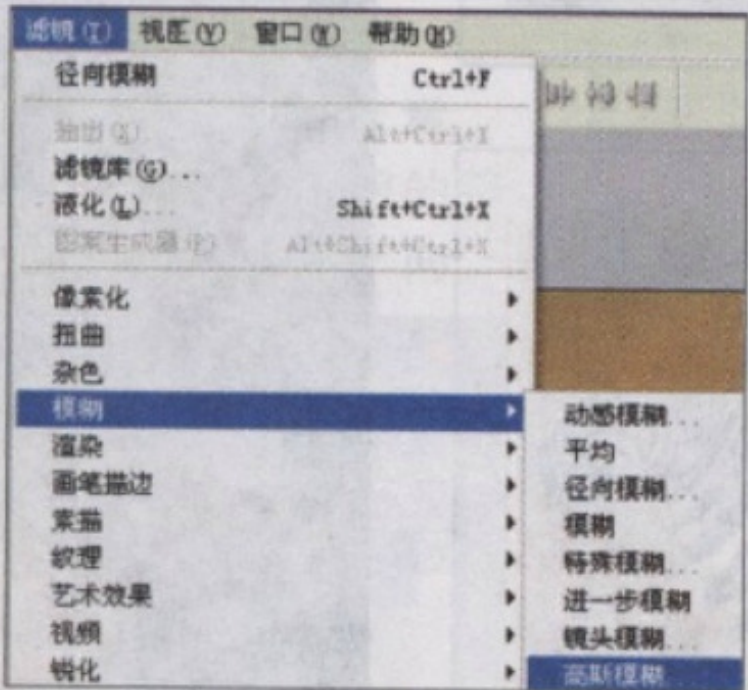 滤镜(T) 视图(V) 窗口(W) 帮助(H)
径向模糊 Ctrl+F
抽出(X)... Alt+Ctrl+X
滤镜库(G)...
液化(L)... Shift+Ctrl+X
图案生成器(P)... Alt+Shift+Ctrl+X
像素化
扭曲
杂色
模糊
渲染
画笔描边
素描
纹理
艺术效果
视频
锐化
动感模糊...
平均
径向模糊...
模糊
特殊模糊...
进一步模糊
镜头模糊...
高斯模糊...